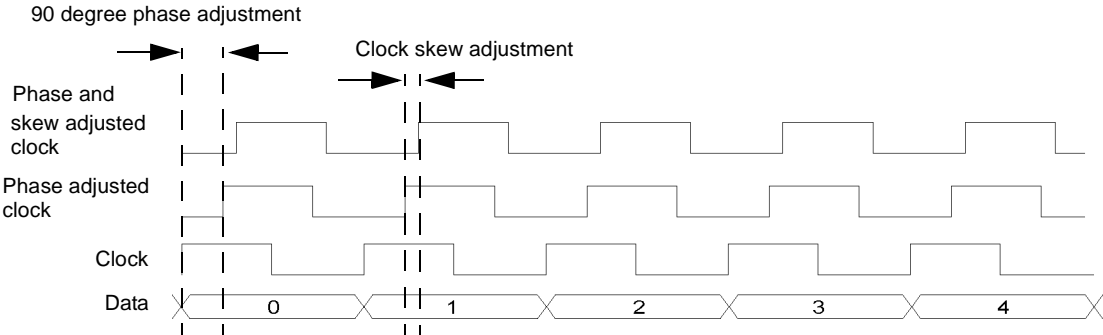 90 degree phase adjustment
Clock skew adjustment
Phase and
skew adjusted
clock
Phase adjusted
clock
Clock
Data
0 1 2 3 4